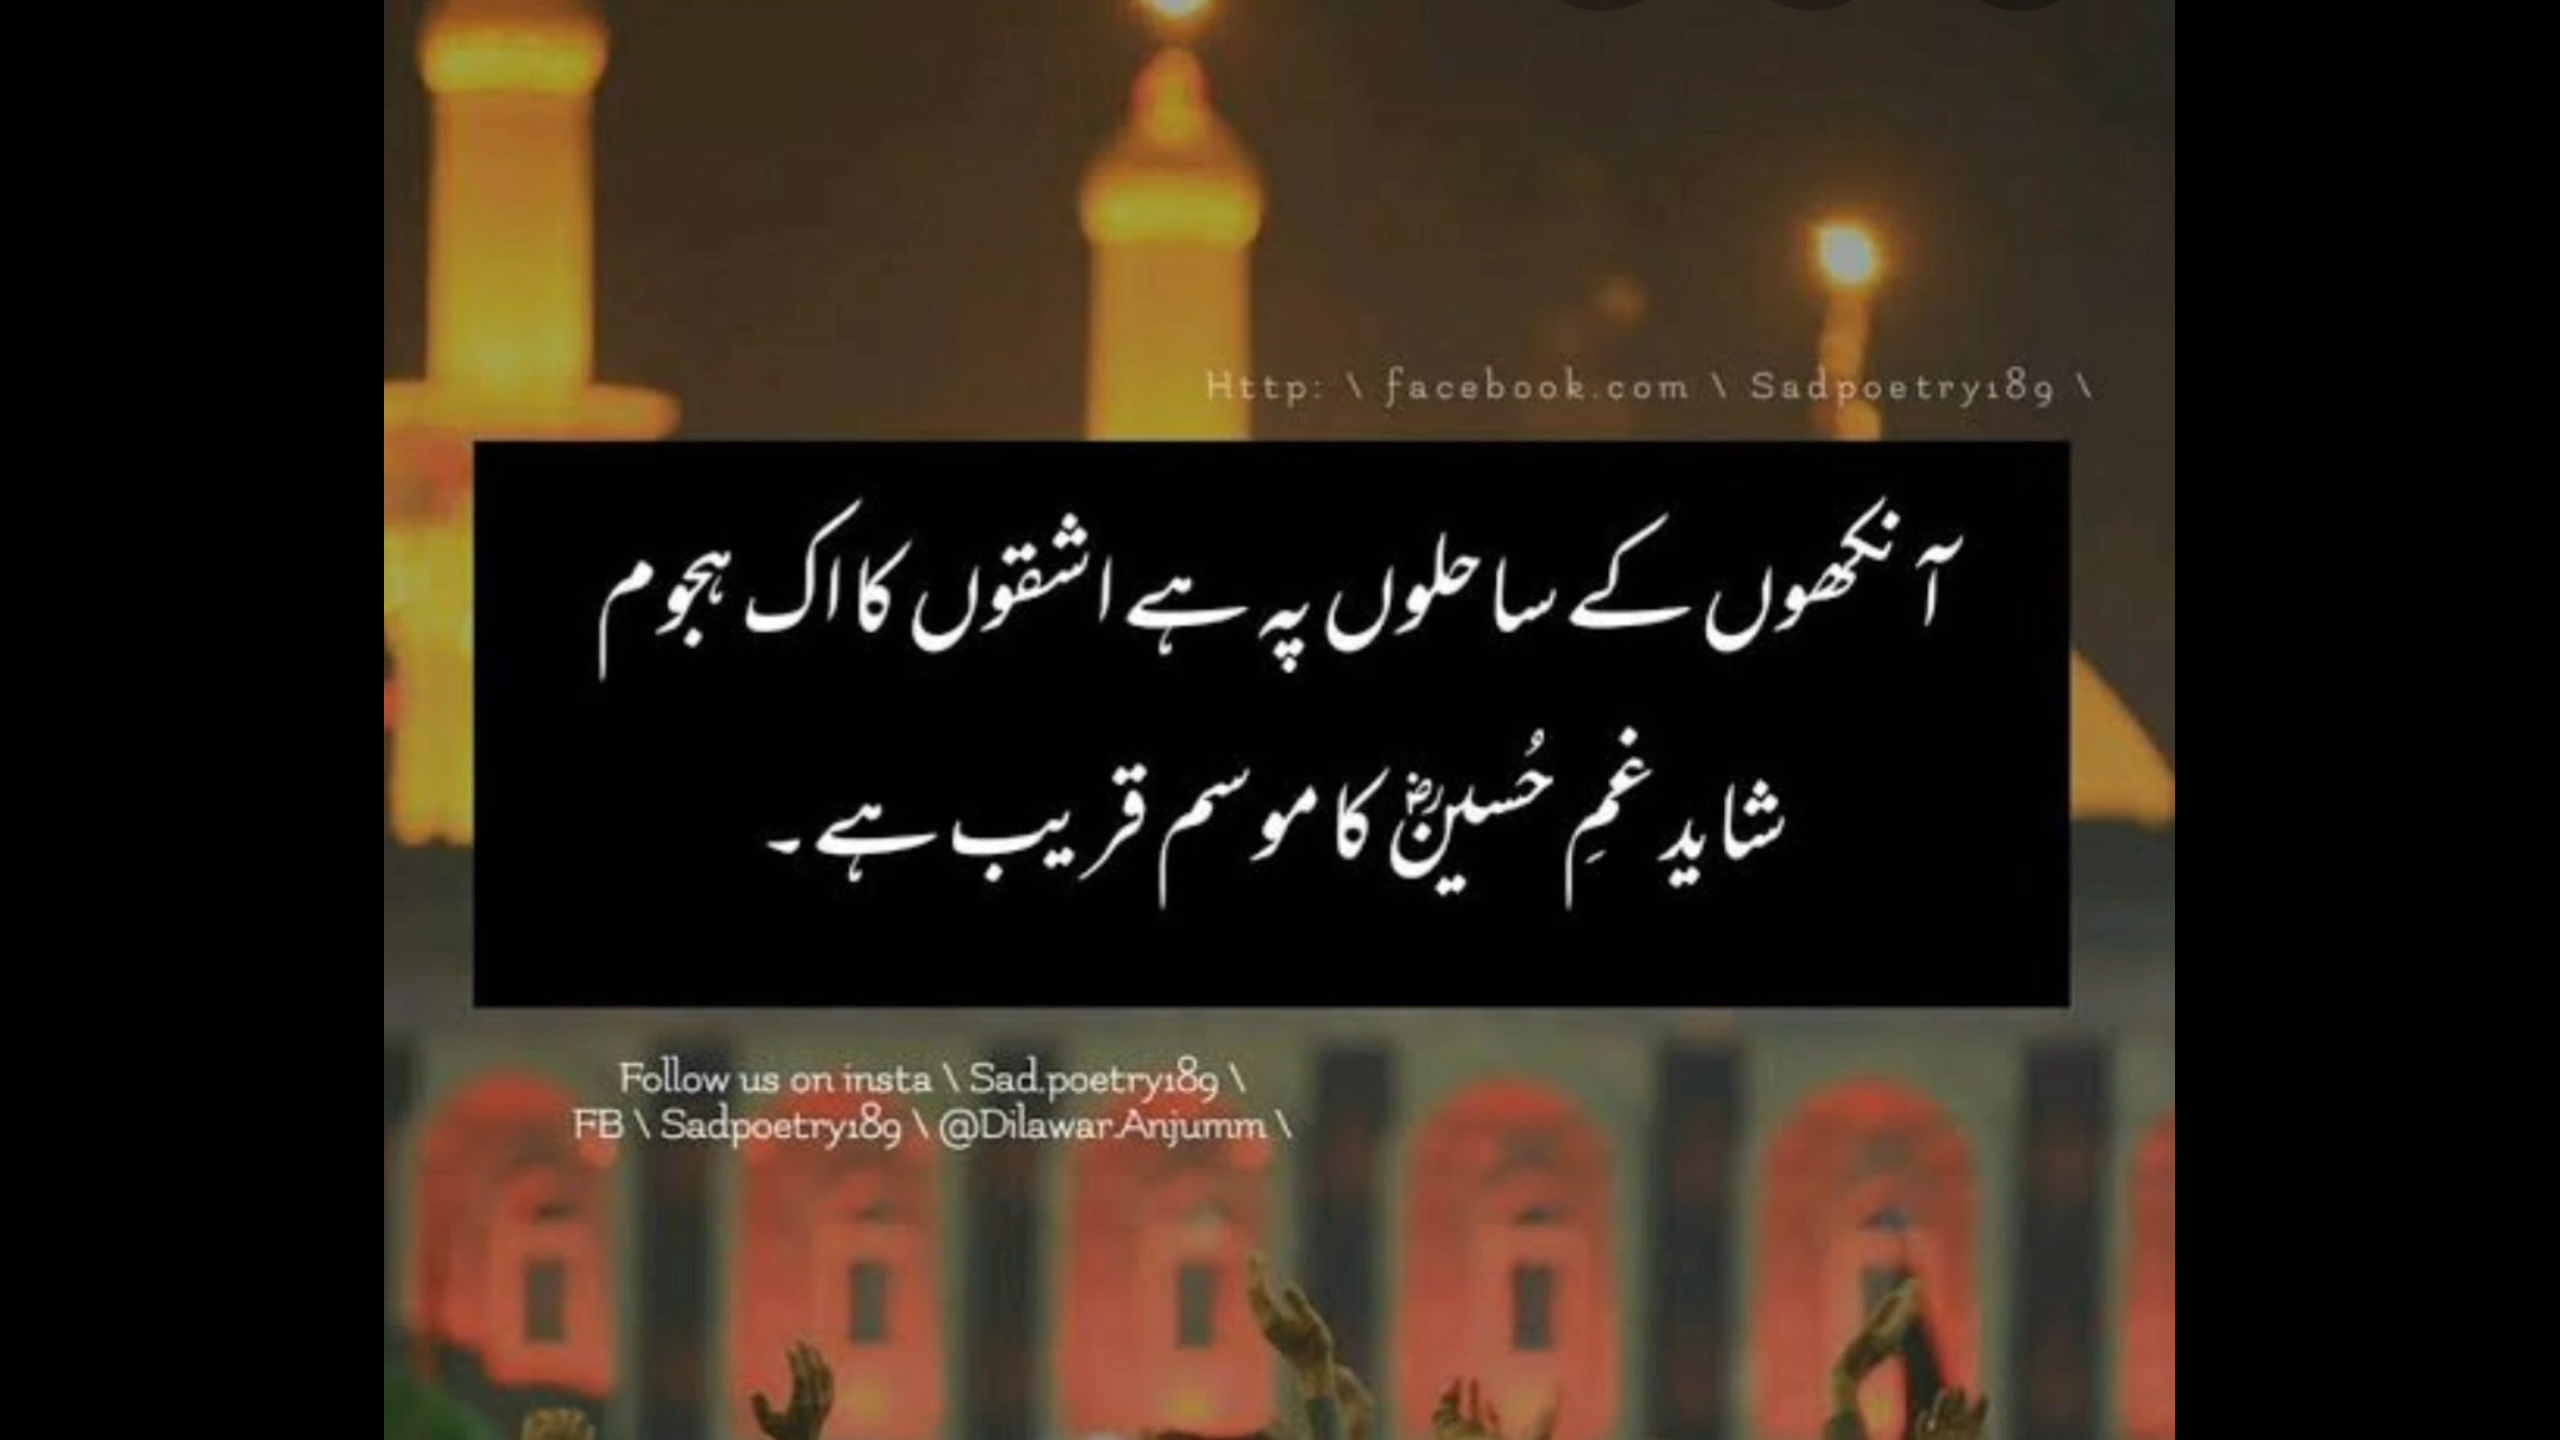 Http: \ facebook.com \ Sadpoetry189 \
آنکھوں کے ساحلوں پہ ہے اشقوں کا اک ہجوم
شاید غمِ حُسینؓ کا موسم قریب ہے۔
Follow us on insta \ Sad.poetry189 \
FB \ Sadpoetry189 \ @Dilawar.Anjumm \